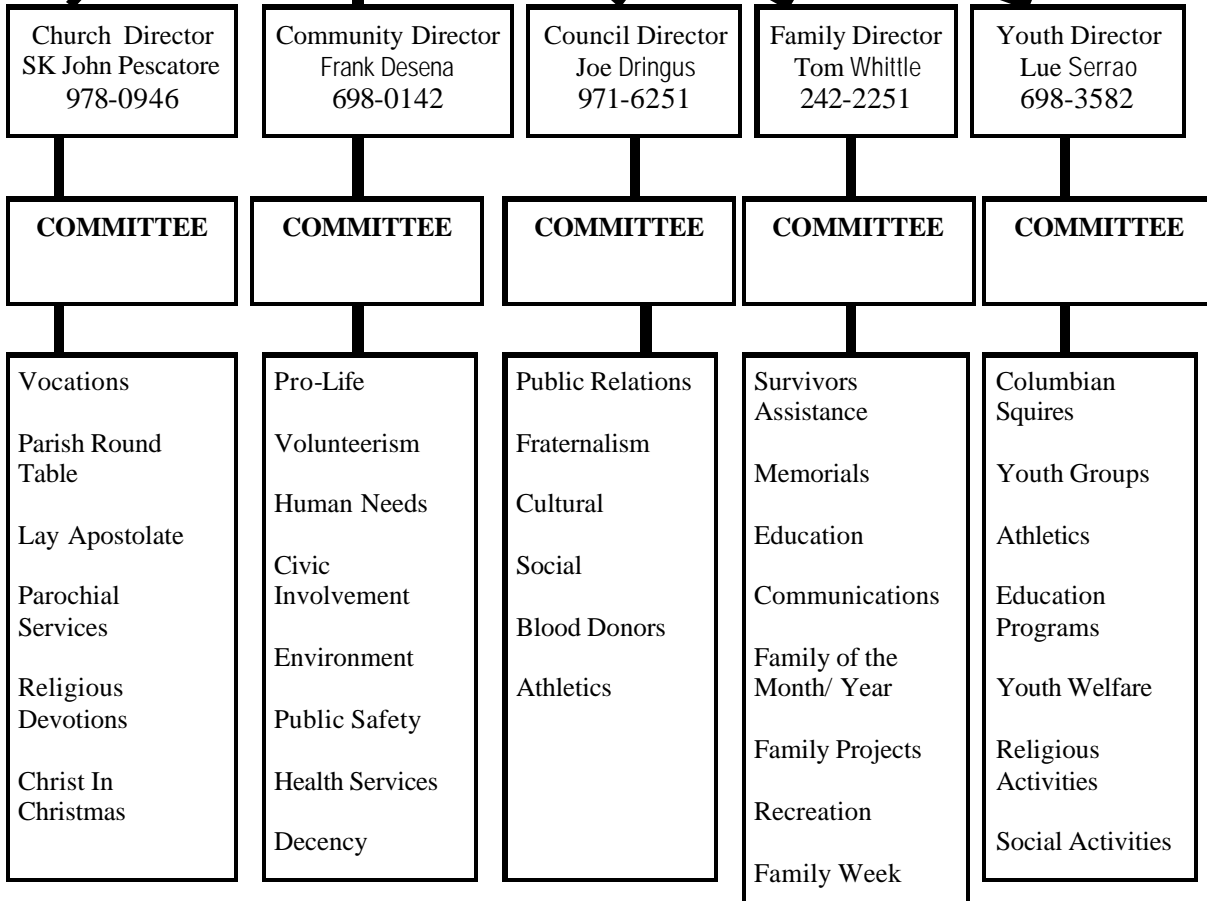 Church Director
SK John Pescatore
978-0946
Community Director
Frank Desena
698-0142
Council Director
Joe Dringus
971-6251
Family Director
Tom Whittle
242-2251
Youth Director
Lue Serrao
698-3582
COMMITTEE
COMMITTEE
COMMITTEE
COMMITTEE
COMMITTEE
Vocations
Parish Round
Table
Lay Apostolate
Parochial
Services
Religious
Devotions
Christ In
Christmas
Pro-Life
Volunteerism
Human Needs
Civic
Involvement
Environment
Public Safety
Health Services
Decency
Public Relations
Fraternalism
Cultural
Social
Blood Donors
Athletics
Survivors
Assistance
Memorials
Education
Communications
Family of the
Month/ Year
Family Projects
Recreation
Family Week
Columbian
Squires
Youth Groups
Athletics
Education
Programs
Youth Welfare
Religious
Activities
Social Activities